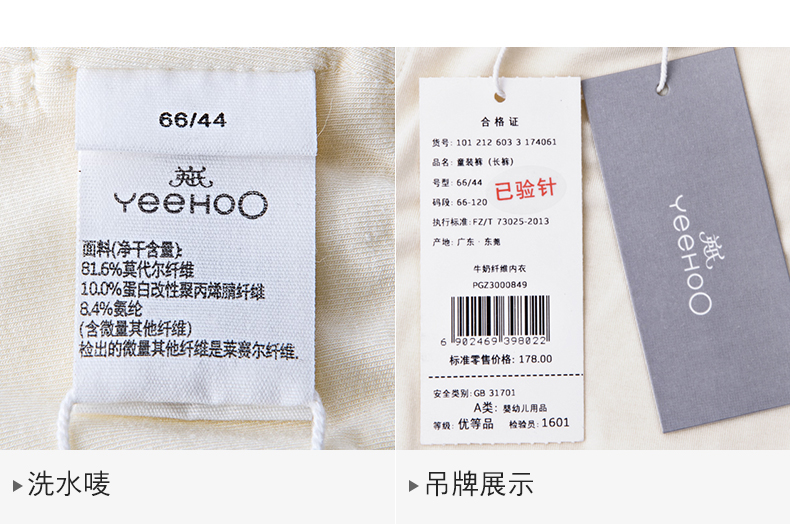 66/44
英氏
YeeHOO
面料(净干含量):
81.6%莫代尔纤维
10.0%蛋白改性聚丙烯腈纤维
8.4%氨纶
(含微量其他纤维)
检出的微量其他纤维是莱赛尔纤维.
洗水唛
合格证
货号: 101 212 603 3 174061
品名: 童装裤 (长裤)
号型: 66/44
码段: 66-120
已验针
执行标准: FZ/T 73025-2013
产地: 广东·东莞
牛奶纤维内衣
PGZ3000849
6 902469 398022
标准零售价格: 178.00
安全类别: GB 31701
A类: 婴幼儿用品
等级: 优等品 检验员: 1601
英氏
YeeHOO
吊牌展示